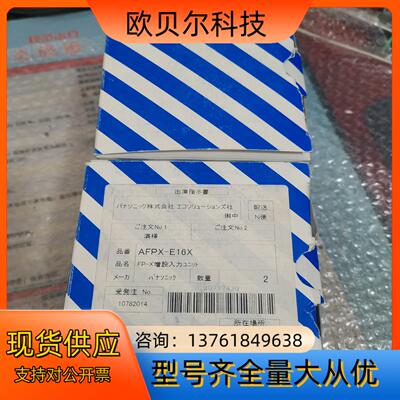 欧贝尔科技
出庫指示書
パナソニック株式会社 エコソリューションズ社
御中
配送
N便
ご注文No.1
ご注文No.2
満椿
品番 AFPX-E16X
品名 FP-X増設入力ユニット
メーカ パナソニック 数量 2
受発注 No.
10782014
所在場所
现货供应
支持对公开票
咨询：13761849638
型号齐全量大从优